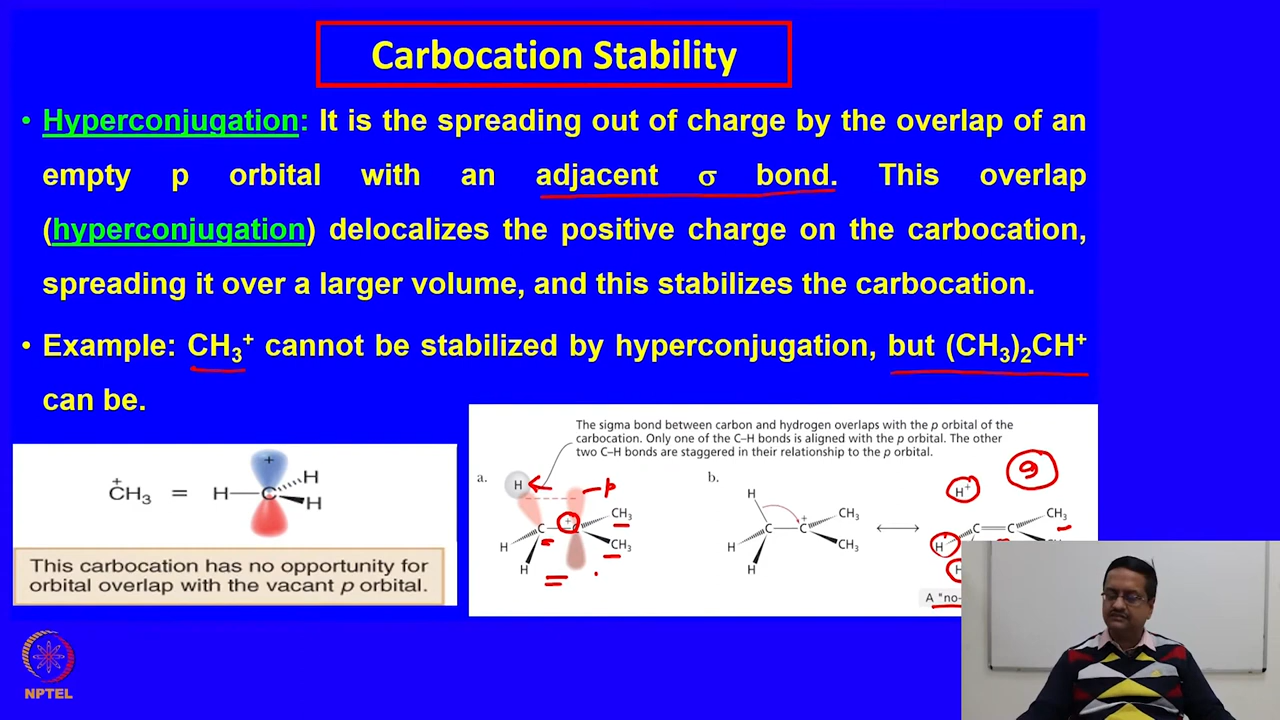 Carbocation Stability
• Hyperconjugation: It is the spreading out of charge by the overlap of an
empty p orbital with an adjacent σ bond. This overlap
(hyperconjugation) delocalizes the positive charge on the carbocation,
spreading it over a larger volume, and this stabilizes the carbocation.
• Example: CH₃⁺ cannot be stabilized by hyperconjugation, but (CH₃)₂CH⁺
can be.
The sigma bond between carbon and hydrogen overlaps with the p orbital of the
carbocation. Only one of the C–H bonds is aligned with the p orbital. The other
two C–H bonds are staggered in their relationship to the p orbital.
a.
H
p
C
+
C
CH₃
CH₃
H
H
b.
H
H
H
C
C
+
CH₃
CH₃
H⁺
9
H
C
C
CH₃
H
A "no-
+
CH₃
=
H
C
+
H
H
This carbocation has no opportunity for
orbital overlap with the vacant p orbital.
NPTEL